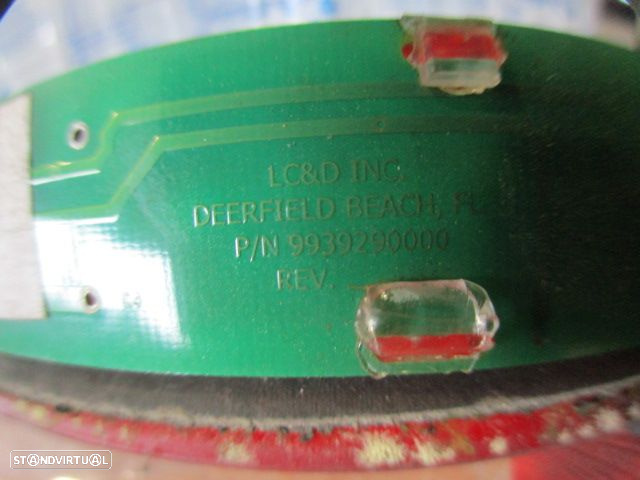 LC&D INC.
DEERFIELD BEACH, FL
P/N 9939290000
REV.
STANDVIRTUAL